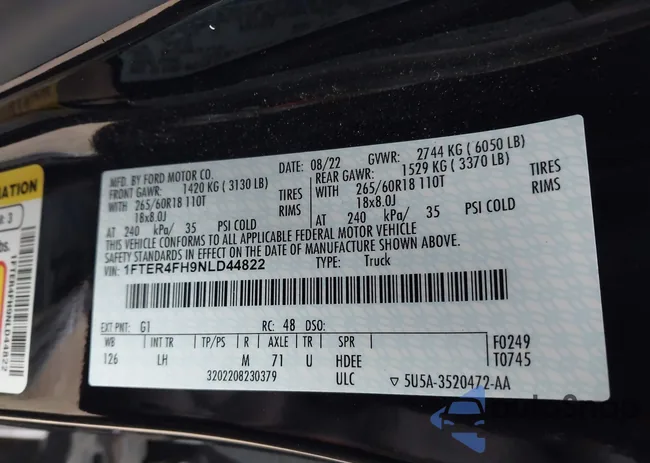 MFD. BY FORD MOTOR CO. DATE: 08/22 GVWR: 2744 KG ( 6050 LB)
FRONT GAWR: 1420 KG ( 3130 LB) REAR GAWR: 1529 KG ( 3370 LB)
WITH 265/60R18 110T TIRES WITH 265/60R18 110T TIRES
18x8.0J RIMS 18x8.0J RIMS
AT 240 kPa/ 35 PSI COLD AT 240 kPa/ 35 PSI COLD
THIS VEHICLE CONFORMS TO ALL APPLICABLE FEDERAL MOTOR VEHICLE
SAFETY STANDARDS IN EFFECT ON THE DATE OF MANUFACTURE SHOWN ABOVE.
VIN: 1FTER4FH9NLD44822 TYPE: Truck
EXT PNT: G1 RC: 48 DSO:
WB INT TR TP/PS R AXLE TR SPR F0249
126 LH M 71 U HDEE T0745
3202208230379 ULC 5U5A-3520472-AA
1FTER4FH9NLD44822